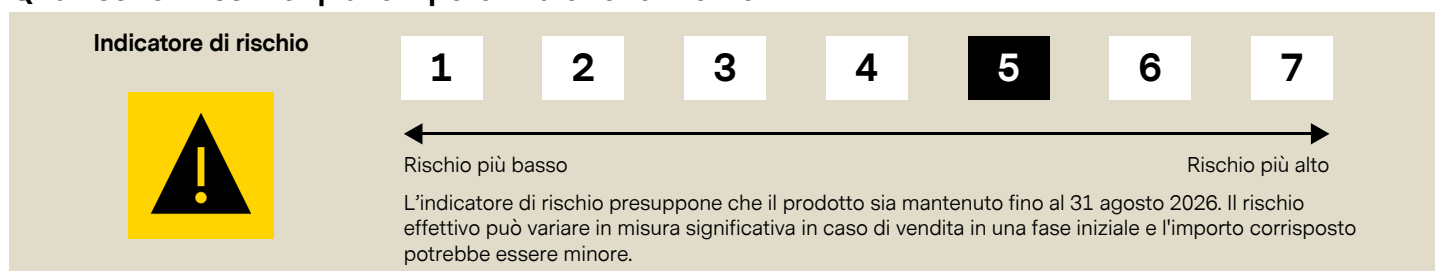 Indicatore di rischio
1 2 3 4 5 6 7
Rischio più basso Rischio più alto
L'indicatore di rischio presuppone che il prodotto sia mantenuto fino al 31 agosto 2026. Il rischio
effettivo può variare in misura significativa in caso di vendita in una fase iniziale e l'importo corrisposto
potrebbe essere minore.